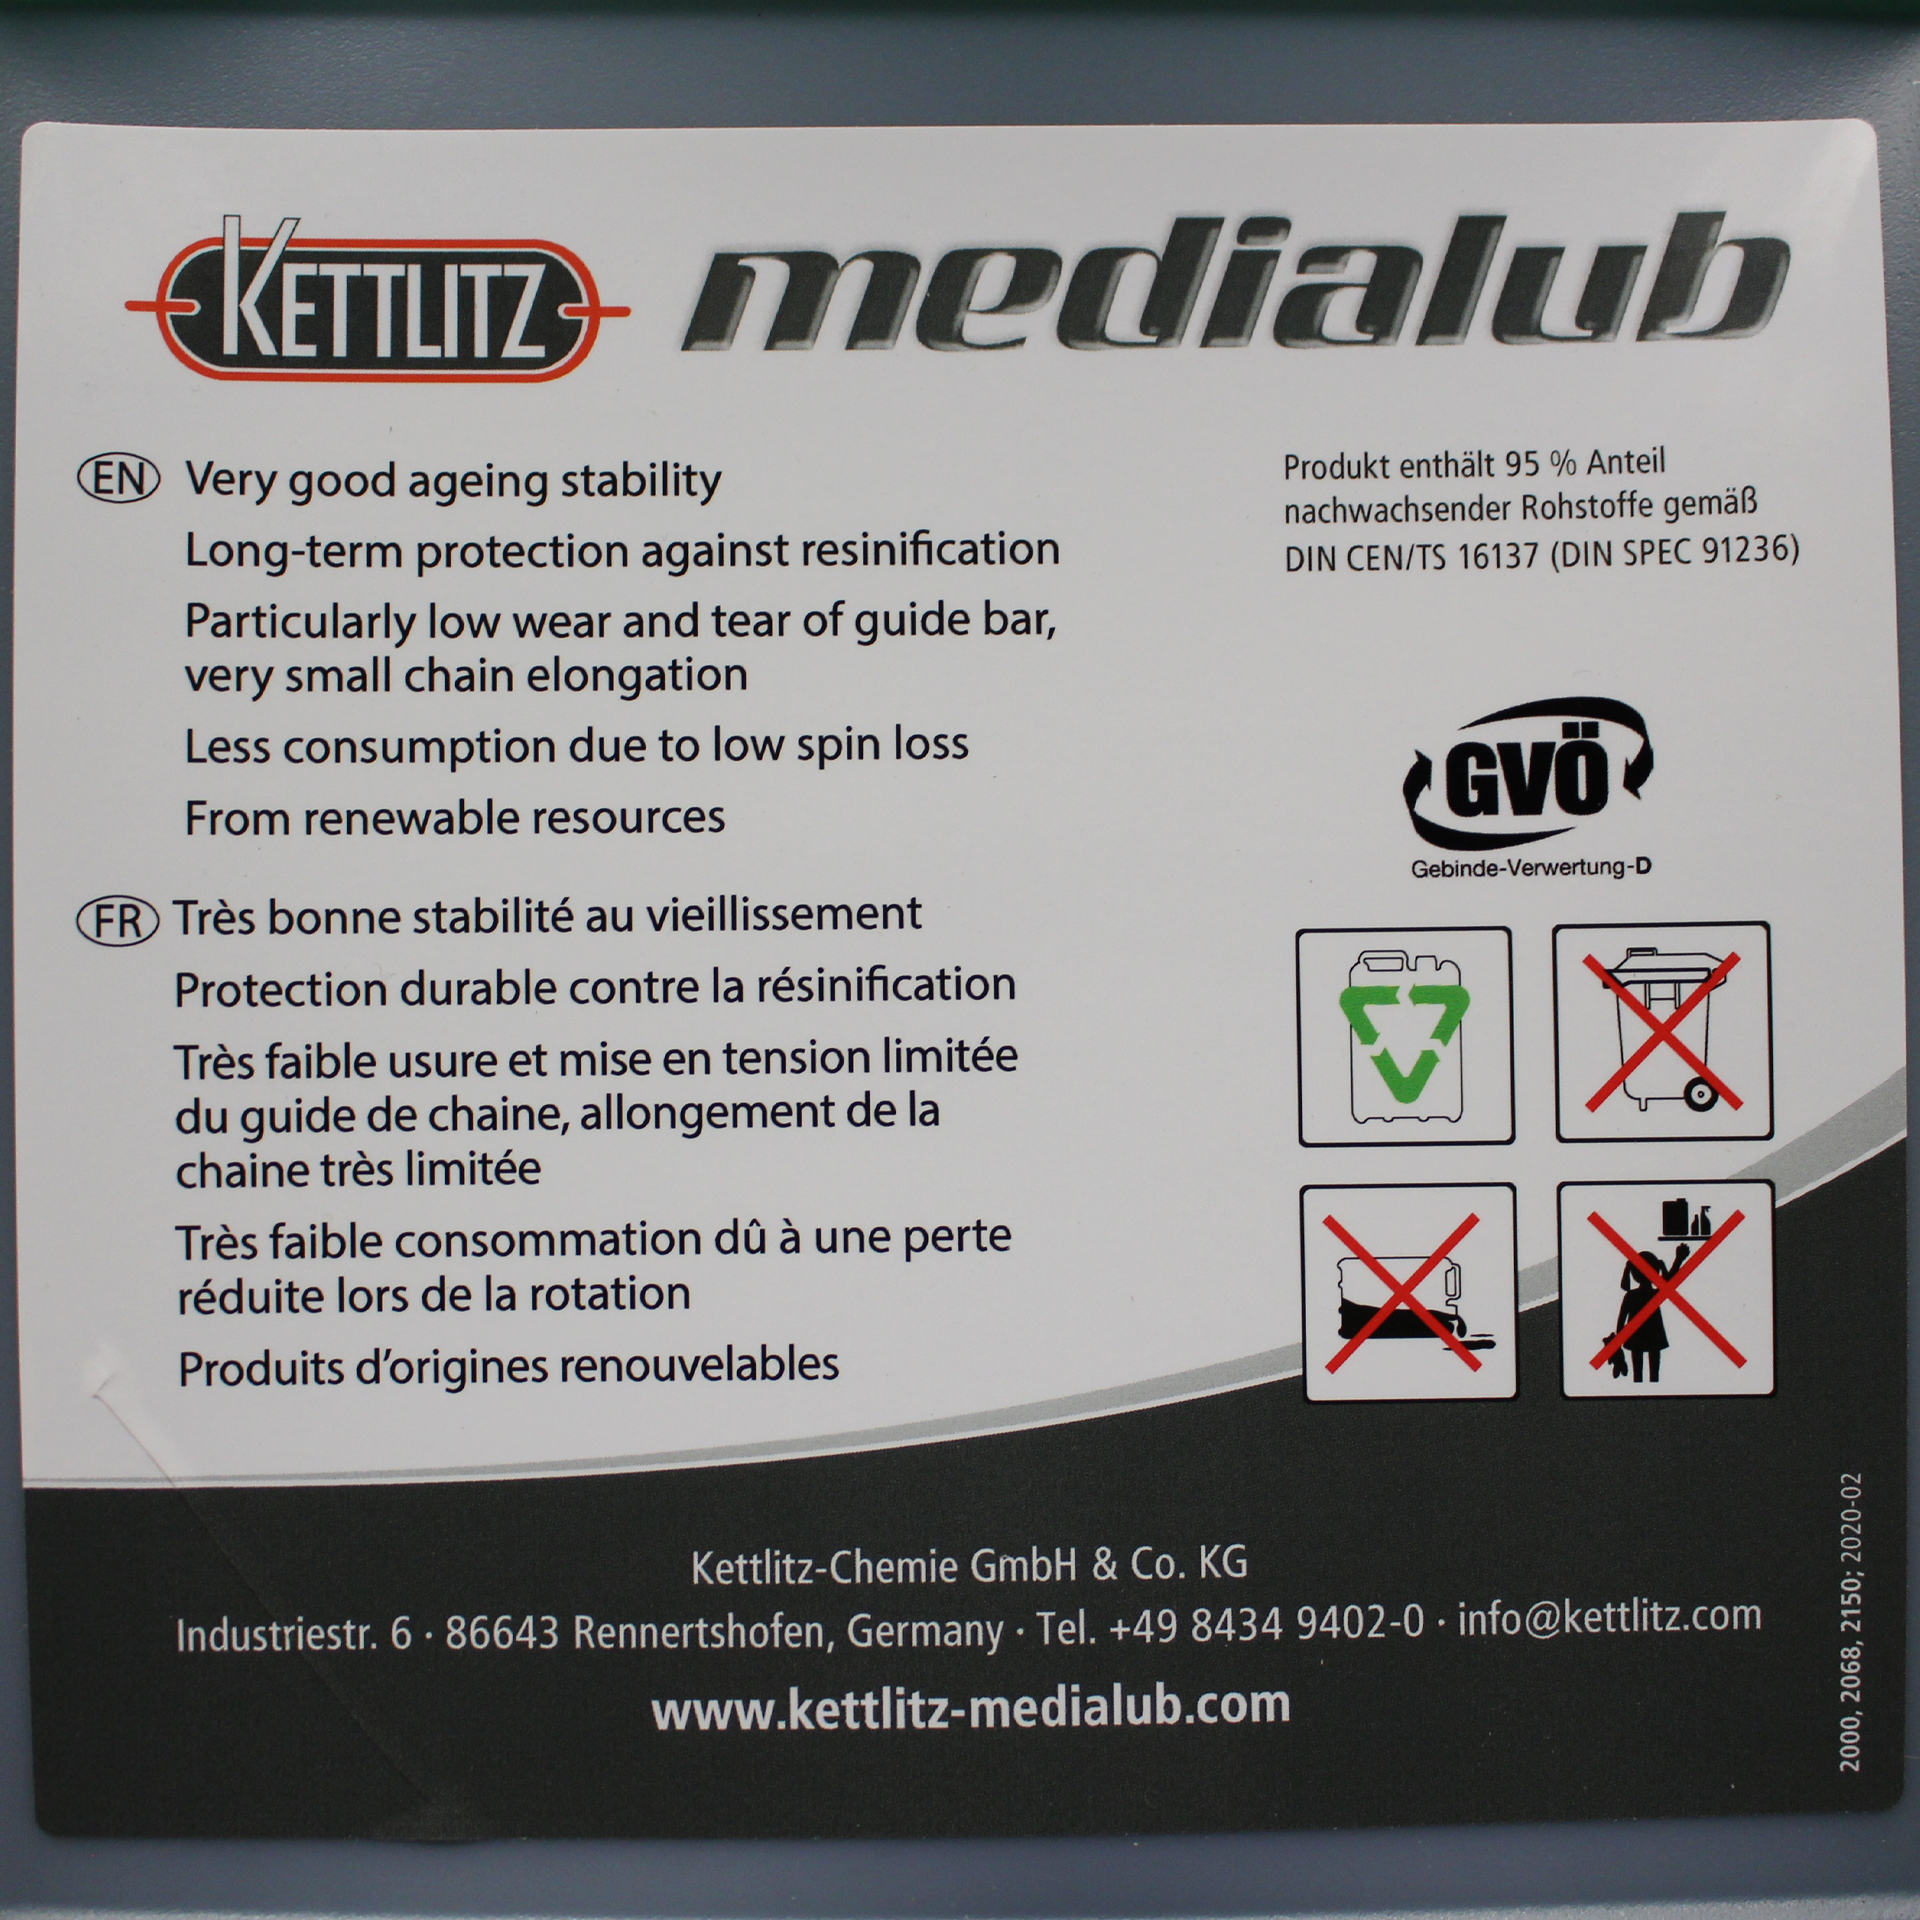 KETTLITZ medialub
EN Very good ageing stability
Long-term protection against resinification
Particularly low wear and tear of guide bar,
very small chain elongation
Less consumption due to low spin loss
From renewable resources
FR Très bonne stabilité au vieillissement
Protection durable contre la résinification
Très faible usure et mise en tension limitée
du guide de chaine, allongement de la
chaine très limitée
Très faible consommation dû à une perte
réduite lors de la rotation
Produits d'origines renouvelables
Produkt enthält 95 % Anteil
nachwachsender Rohstoffe gemäß
DIN CEN/TS 16137 (DIN SPEC 91236)
GVÖ
Gebinde-Verwertung-D
Kettlitz-Chemie GmbH & Co. KG
Industriestr. 6 · 86643 Rennertshofen, Germany · Tel. +49 8434 9402-0 · info@kettlitz.com
www.kettlitz-medialub.com
2000, 2068, 2150; 2020-02